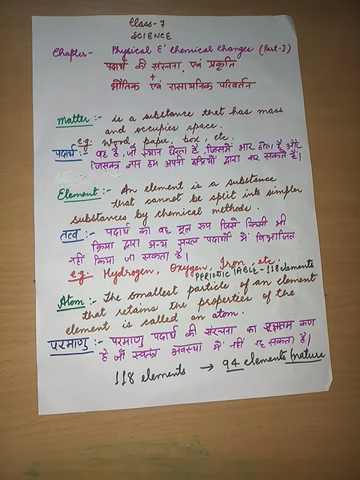 Class-7
SCIENCE
Chapter- Physical & Chemical Changes (Part-I)
पदार्थ की संरचना एवं प्रकृति
+
भौतिक एवं रासायनिक परिवर्तन
Matter:- is a substance that has mass
and occupies space.
eg:- Wood, paper, box, etc.
पदार्थ:- वह है, जो स्थान घेरता है, जिसमें भार होता है और
जिसका ज्ञान हम अपनी इन्द्रियों द्वारा कर सकते हैं।
Element:- An element is a substance
that cannot be split into simpler
substances by chemical methods.
तत्व:- पदार्थ का वह मूल रूप जिसे किसी भी
क्रिया द्वारा अन्य सरल पदार्थों में विभाजित
नहीं किया जा सकता है।
eg:- Hydrogen, Oxygen, Iron, etc.
PERIODIC TABLE - 118 elements
Atom:- The smallest particle of an element
that retains the properties of the
element is called an atom.
परमाणु:- परमाणु पदार्थ की संरचना का सूक्ष्मतम कण
है जो स्वतंत्र अवस्था में नहीं रह सकता है।
118 elements → 94 elements (nature